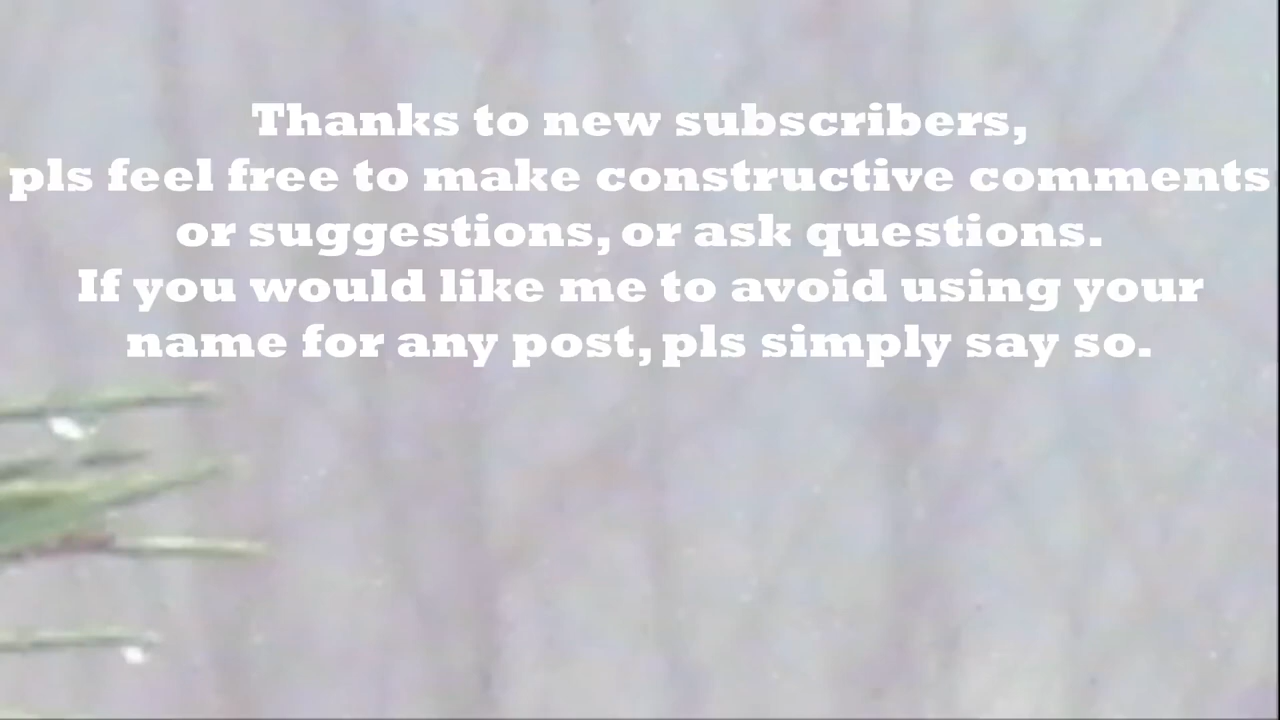 Thanks to new subscribers,
pls feel free to make constructive comments
or suggestions, or ask questions.
If you would like me to avoid using your
name for any post, pls simply say so.